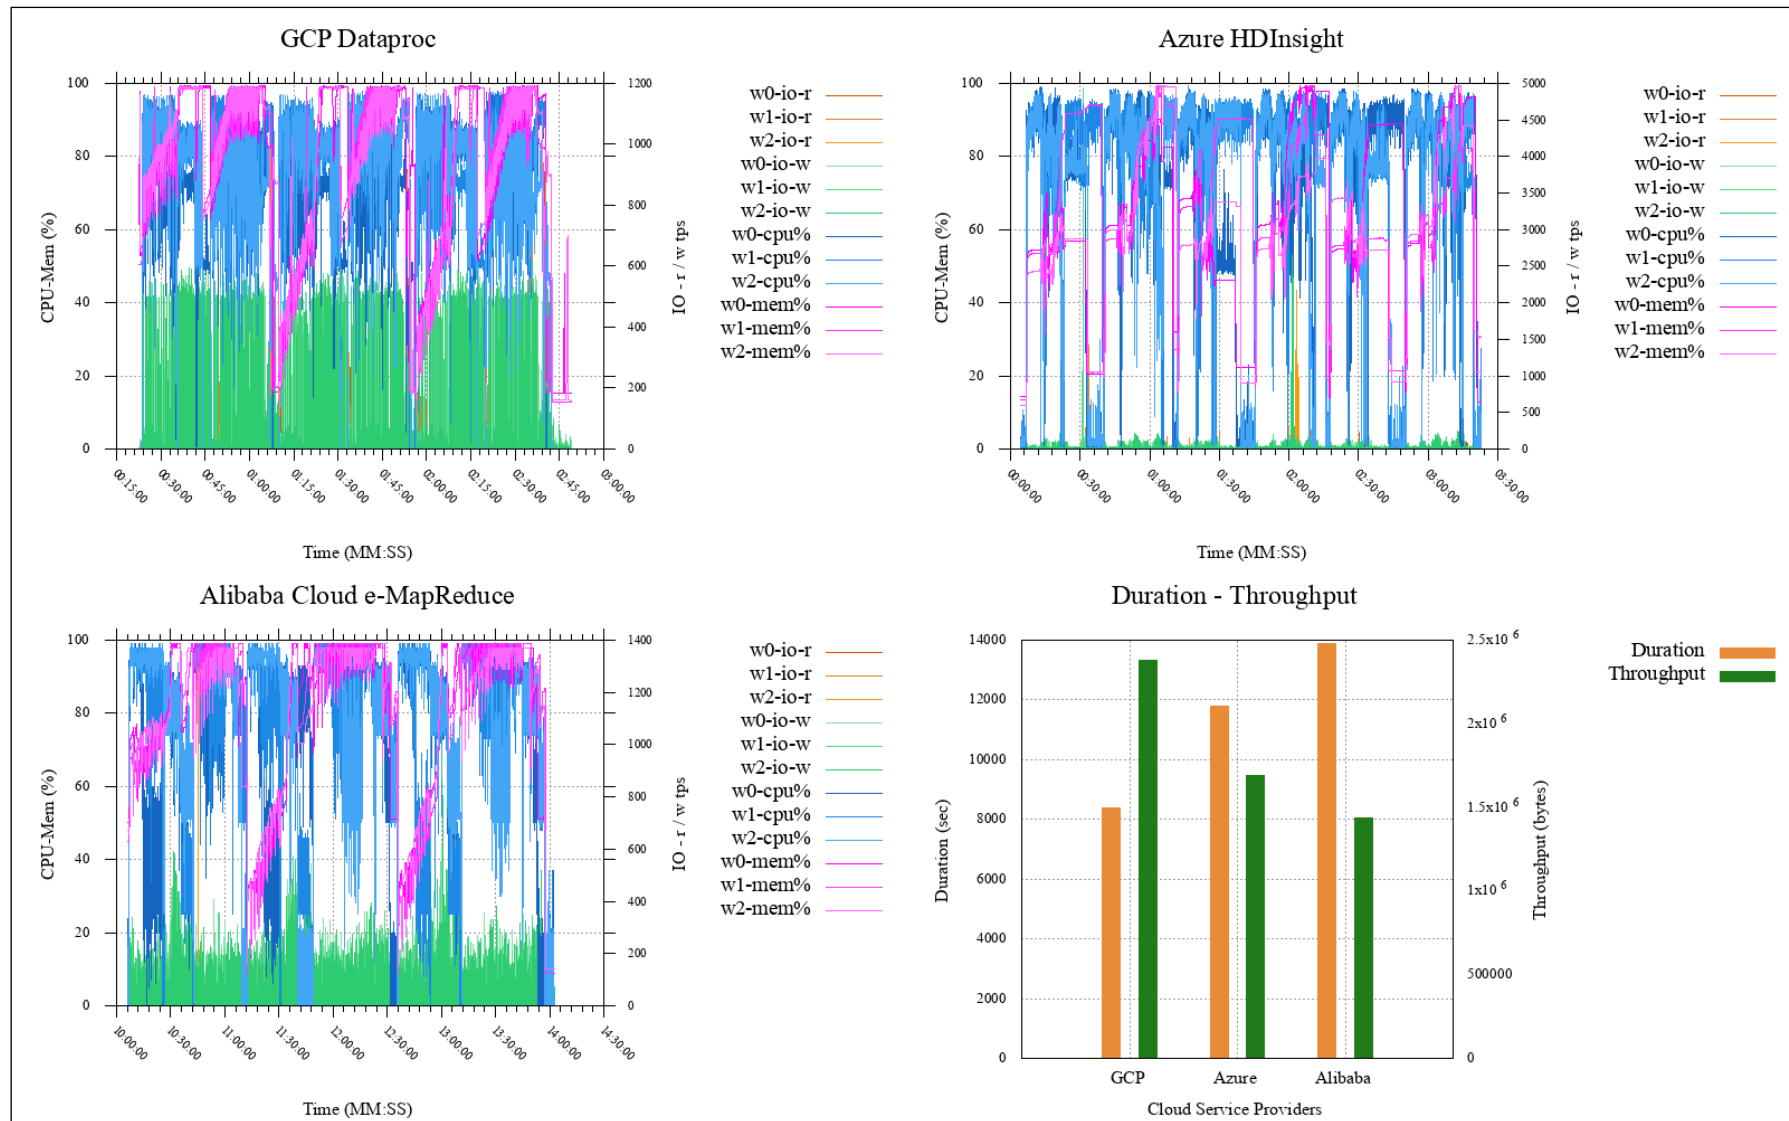 GCP Dataproc
100
80
60
40
20
0
CPU-Mem (%)
1200
1000
800
600
400
200
0
IO - r / w tps
00:15:00
00:30:00
00:45:00
01:00:00
01:15:00
01:30:00
01:45:00
02:00:00
02:15:00
02:30:00
02:45:00
03:00:00
Time (MM:SS)
w0-io-r
w1-io-r
w2-io-r
w0-io-w
w1-io-w
w2-io-w
w0-cpu%
w1-cpu%
w2-cpu%
w0-mem%
w1-mem%
w2-mem%
Azure HDInsight
100
80
60
40
20
0
CPU-Mem (%)
5000
4500
4000
3500
3000
2500
2000
1500
1000
500
0
IO - r / w tps
00:00:00
00:30:00
01:00:00
01:30:00
02:00:00
02:30:00
03:00:00
03:30:00
Time (MM:SS)
w0-io-r
w1-io-r
w2-io-r
w0-io-w
w1-io-w
w2-io-w
w0-cpu%
w1-cpu%
w2-cpu%
w0-mem%
w1-mem%
w2-mem%
Alibaba Cloud e-MapReduce
100
80
60
40
20
0
CPU-Mem (%)
1400
1200
1000
800
600
400
200
0
IO - r / w tps
10:00:00
10:30:00
11:00:00
11:30:00
12:00:00
12:30:00
13:00:00
13:30:00
14:00:00
14:30:00
Time (MM:SS)
w0-io-r
w1-io-r
w2-io-r
w0-io-w
w1-io-w
w2-io-w
w0-cpu%
w1-cpu%
w2-cpu%
w0-mem%
w1-mem%
w2-mem%
Duration - Throughput
14000
12000
10000
8000
6000
4000
2000
0
Duration (sec)
2.5x10 6
2x10 6
1.5x10 6
1x10 6
500000
0
Throughput (bytes)
GCP
Azure
Alibaba
Cloud Service Providers
Duration
Throughput